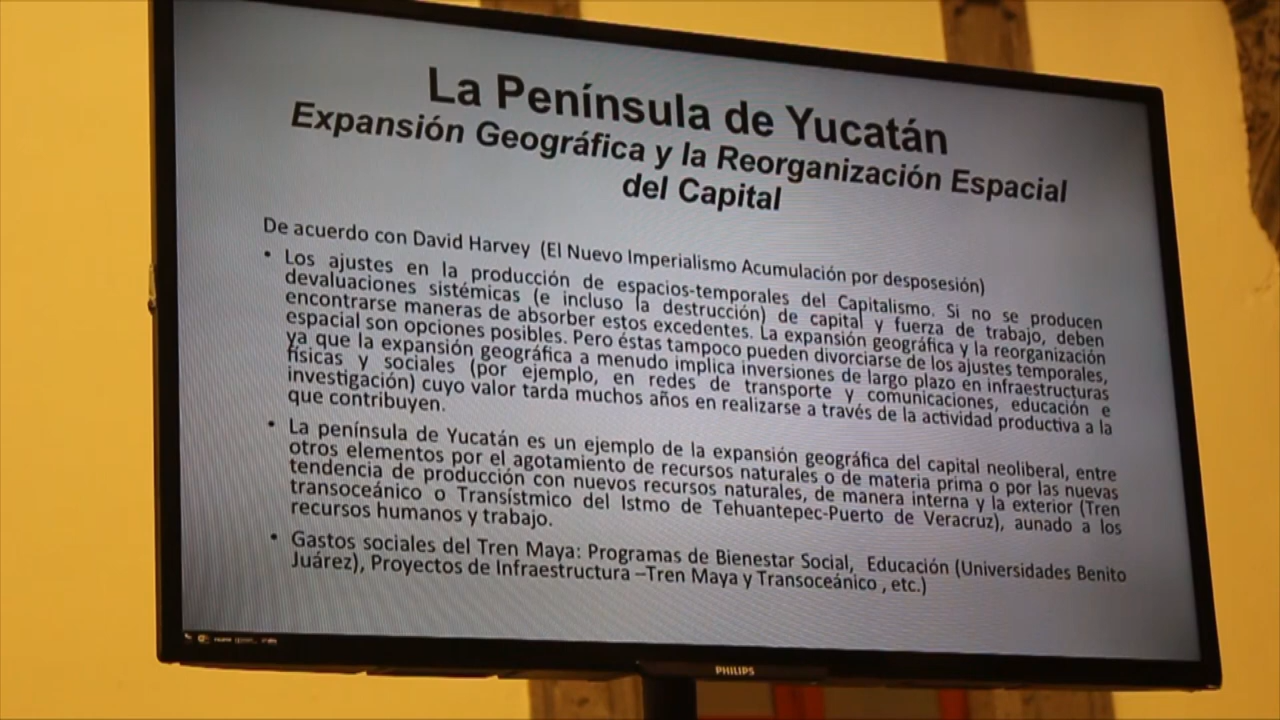 La Península de Yucatán
Expansión Geográfica y la Reorganización Espacial
del Capital
De acuerdo con David Harvey (El Nuevo Imperialismo Acumulación por desposesión)
• Los ajustes en la producción de espacios-temporales del Capitalismo. Si no se producen
devaluaciones sistémicas (e incluso la destrucción) de capital y fuerza de trabajo, deben
encontrarse maneras de absorber estos excedentes. La expansión geográfica y la reorganización
espacial son opciones posibles. Pero éstas tampoco pueden divorciarse de los ajustes temporales,
ya que la expansión geográfica a menudo implica inversiones de largo plazo en infraestructuras
físicas y sociales (por ejemplo, en redes de transporte y comunicaciones, educación e
investigación) cuyo valor tarda muchos años en realizarse a través de la actividad productiva a la
que contribuyen.
• La península de Yucatán es un ejemplo de la expansión geográfica del capital neoliberal, entre
otros elementos por el agotamiento de recursos naturales o de materia prima o por las nuevas
tendencia de producción con nuevos recursos naturales, de manera interna y la exterior (Tren
transoceánico o Transístmico del Istmo de Tehuantepec-Puerto de Veracruz), aunado a los
recursos humanos y trabajo.
• Gastos sociales del Tren Maya: Programas de Bienestar Social, Educación (Universidades Benito
Juárez), Proyectos de Infraestructura –Tren Maya y Transoceánico , etc.)
PHILIPS